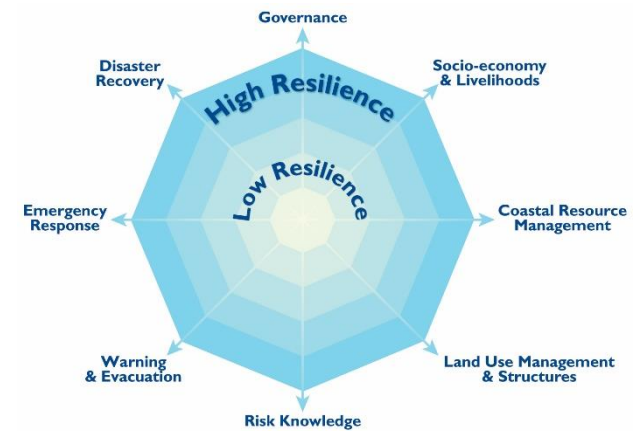 Governance
Disaster
Recovery
Socio-economy
& Livelihoods
High Resilience
Low Resilience
Emergency
Response
Coastal Resource
Management
Warning
& Evacuation
Land Use Management
& Structures
Risk Knowledge